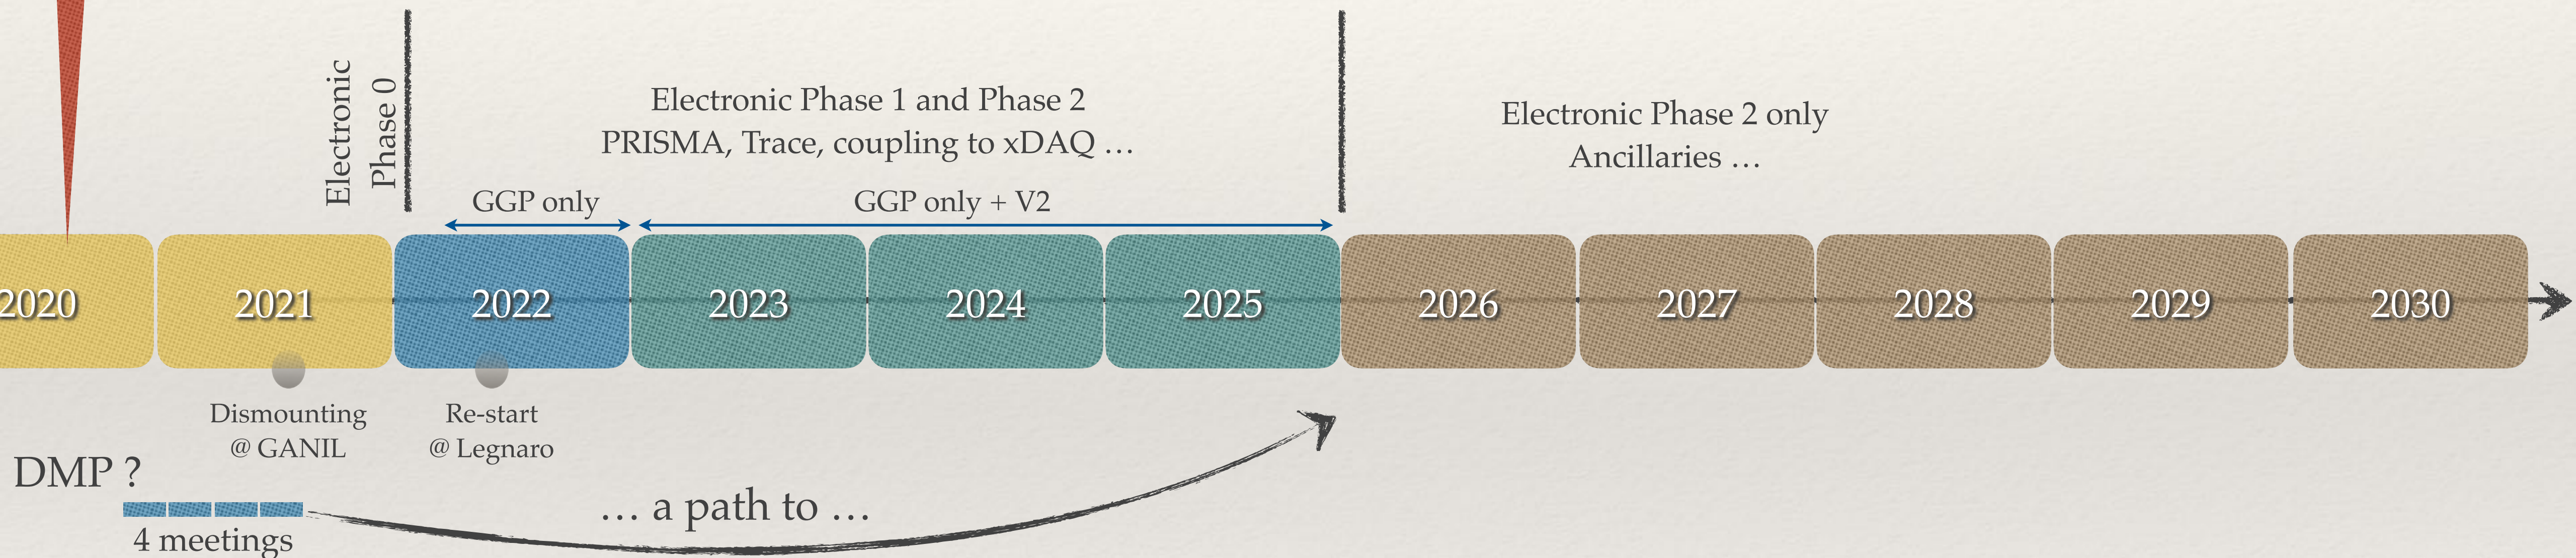 Electronic
Phase 0
Electronic Phase 1 and Phase 2
PRISMA, Trace, coupling to xDAQ …
Electronic Phase 2 only
Ancillaries …
GGP only
GGP only + V2
2020
2021
2022
2023
2024
2025
2026
2027
2028
2029
2030
Dismounting
@ GANIL
Re-start
@ Legnaro
DMP ?
… a path to …
4 meetings